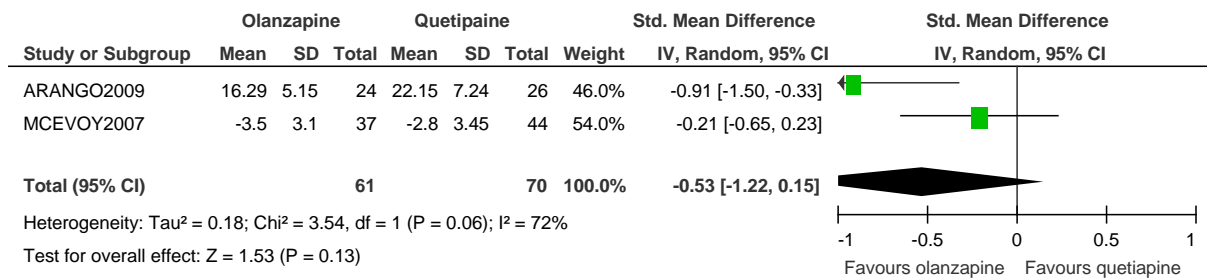 Olanzapine Quetipaine Std. Mean Difference Std. Mean Difference
Study or Subgroup Mean SD Total Mean SD Total Weight IV, Random, 95% CI IV, Random, 95% CI
ARANGO2009 16.29 5.15 24 22.15 7.24 26 46.0% -0.91 [-1.50, -0.33]
MCEVOY2007 -3.5 3.1 37 -2.8 3.45 44 54.0% -0.21 [-0.65, 0.23]
Total (95% CI) 61 70 100.0% -0.53 [-1.22, 0.15]
Heterogeneity: Tau² = 0.18; Chi² = 3.54, df = 1 (P = 0.06); I² = 72%
Test for overall effect: Z = 1.53 (P = 0.13)
-1 -0.5 0 0.5 1
Favours olanzapine Favours quetiapine